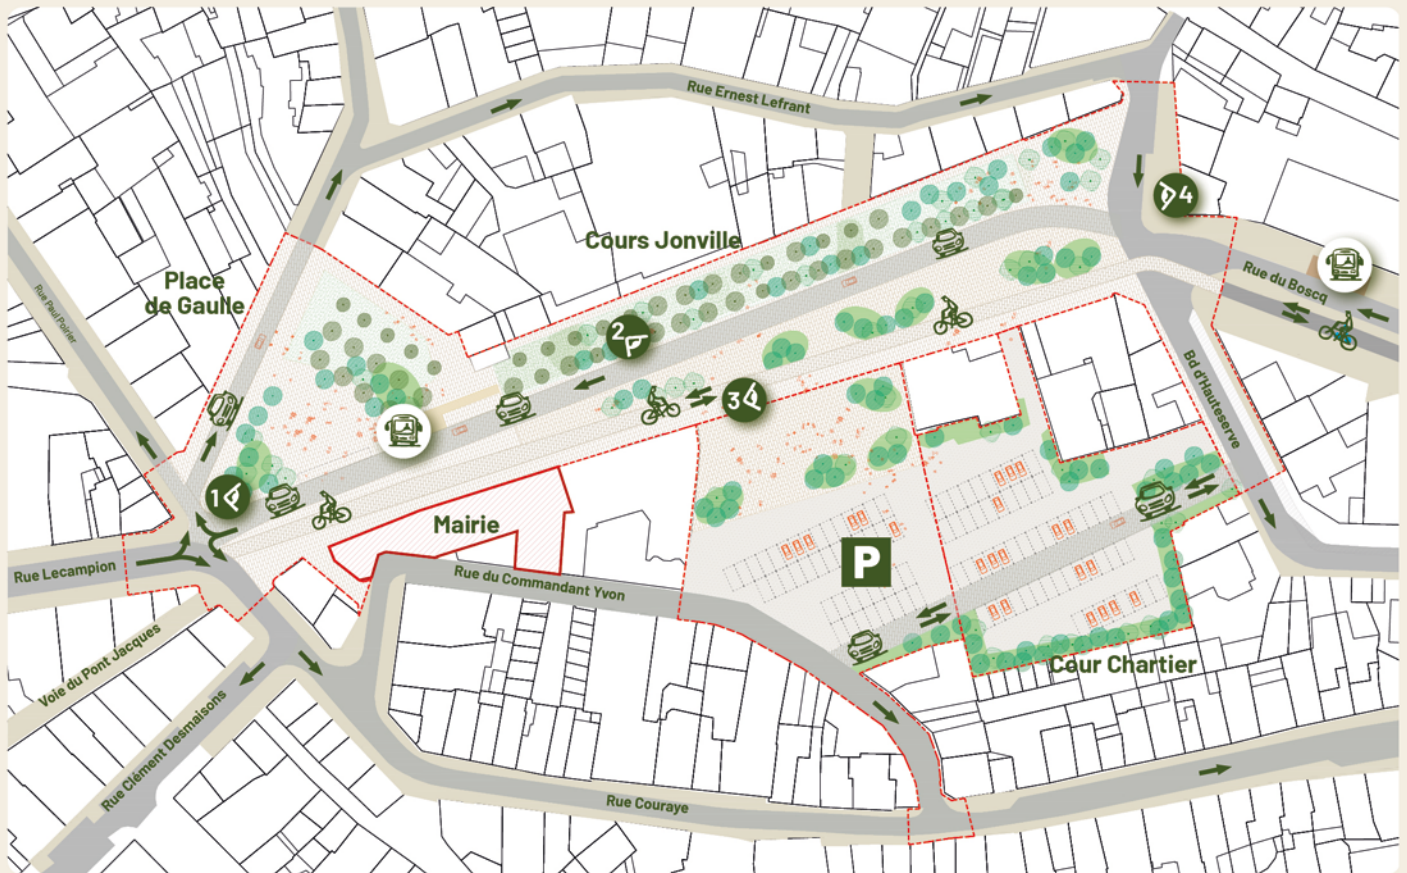 Rue Ernest Lefrant
4
Cours Jonville
Place
de Gaulle
Rue du Boscq
Rue Paul Poirier
2
3
Bd d'Hauteserve
1
Mairie
P
Rue Lecampion
Rue du Commandant Yvon
Voie du Pont Jacques
Cour Chartier
Rue Clément Desmaisons
Rue Couraye